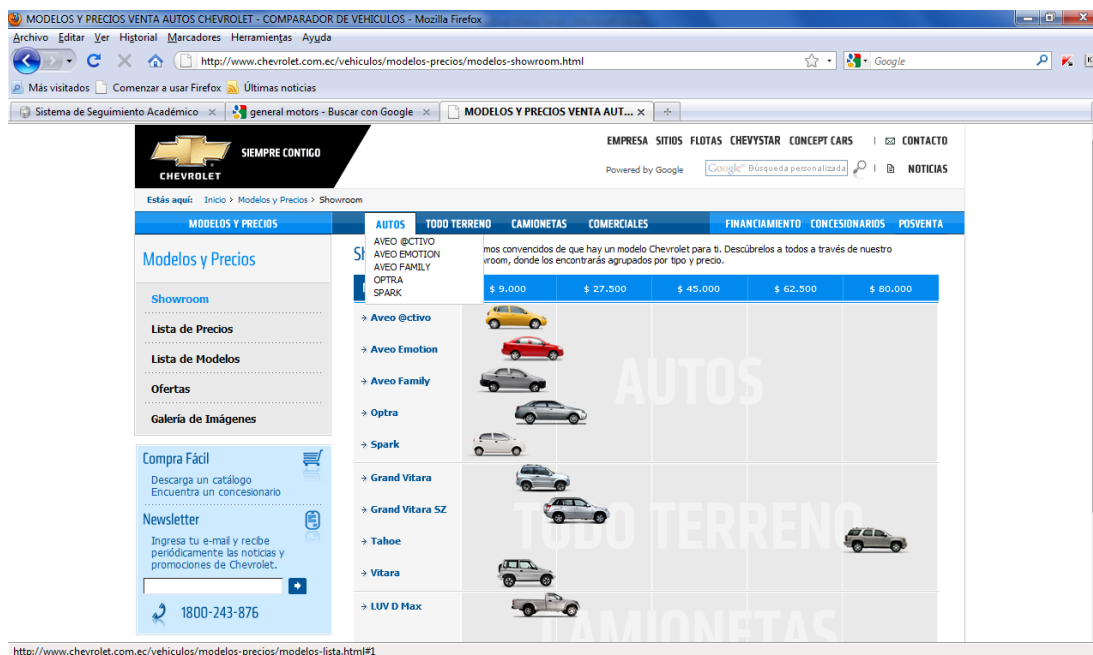 MODELOS Y PRECIOS VENTA AUTOS CHEVROLET - COMPARADOR DE VEHICULOS - Mozilla Firefox
Archivo Editar Ver Historial Marcadores Herramientas Ayuda
http://www.chevrolet.com.ec/vehiculos/modelos-precios/modelos-showroom.html
Google
Más visitados Comenzar a usar Firefox Últimas noticias
Sistema de Seguimiento Académico
general motors - Buscar con Google
MODELOS Y PRECIOS VENTA AUT...
CHEVROLET
SIEMPRE CONTIGO
EMPRESA SITIOS FLOTAS CHEVYSTAR CONCEPT CARS | CONTACTO
Powered by Google Google Búsqueda personalizada | NOTICIAS
Estás aquí: Inicio > Modelos y Precios > Showroom
MODELOS Y PRECIOS AUTOS TODO TERRENO CAMIONETAS COMERCIALES FINANCIAMIENTO CONCESIONARIOS POSVENTA
AVEO @CTIVO
AVEO EMOTION
AVEO FAMILY
OPTRA
SPARK
Modelos y Precios
Showroom
Lista de Precios
Lista de Modelos
Ofertas
Galería de Imágenes
Compra Fácil
Descarga un catálogo
Encuentra un concesionario
Newsletter
Ingresa tu e-mail y recibe
periódicamente las noticias y
promociones de Chevrolet.
1800-243-876
mos convencidos de que hay un modelo Chevrolet para ti. Descúbrelos a todos a través de nuestro
room, donde los encontrarás agrupados por tipo y precio.
$ 9.000 $ 27.500 $ 45.000 $ 62.500 $ 80.000
Aveo @ctivo
Aveo Emotion
Aveo Family
Optra
Spark
AUTOS
Grand Vitara
Grand Vitara SZ
Tahoe
Vitara
TODO TERRENO
LUV D Max
CAMIONETAS
http://www.chevrolet.com.ec/vehiculos/modelos-precios/modelos-lista.html#1